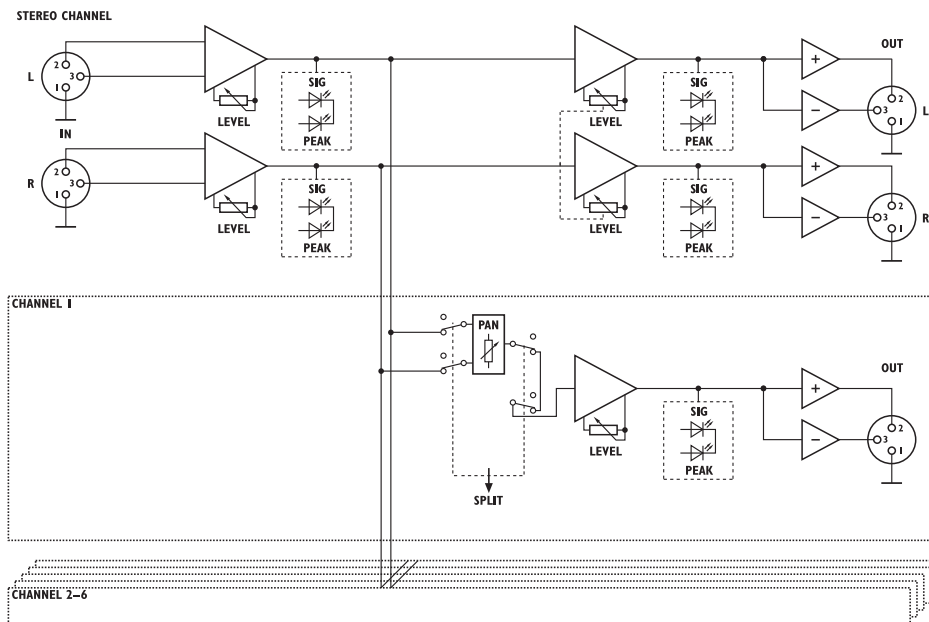 STEREO CHANNEL
OUT
L 2 3 1
SIG
SIG
+
2
LEVEL
LEVEL
− 3 L
IN
PEAK
PEAK
1
R 2 3 1
SIG
SIG
+
2
LEVEL
LEVEL
− 3 R
PEAK
PEAK
1
CHANNEL 1
PAN
OUT
+
SIG
2
LEVEL
− 3
PEAK
1
SPLIT
CHANNEL 2–6